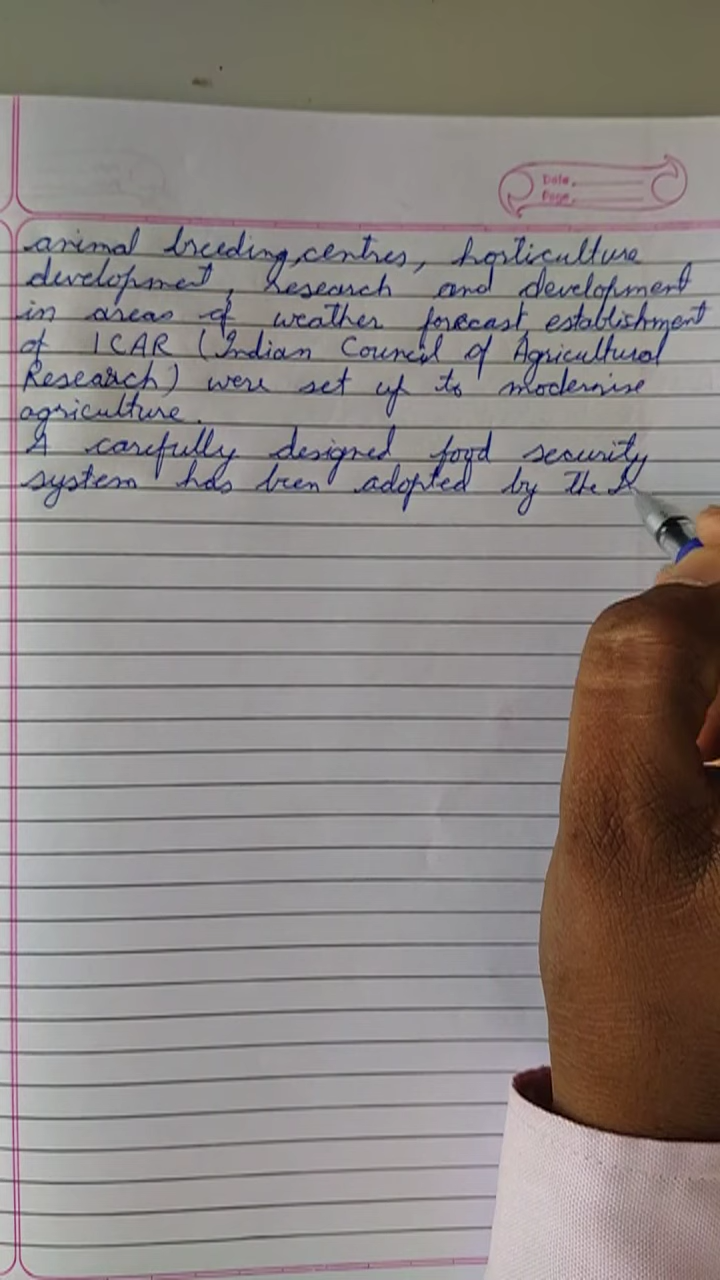 Date.
Page.
animal breeding,centres, horticulture
development, research and development
in areas of weather forecast, establishment
of ICAR (Indian Council of Agricultural
Research) were set up to modernise
agriculture.
A carefully designed food security
system has been adopted by the